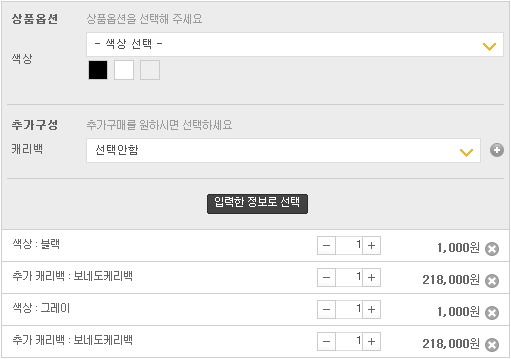 상품옵션 상품옵션을 선택해 주세요
색상 - 색상 선택 -
추가구성 추가구매를 원하시면 선택하세요
캐리백 선택안함
입력한 정보로 선택
색상 : 블랙 - 1 + 1,000원
추가 캐리백 : 보네도케리백 - 1 + 218,000원
색상 : 그레이 - 1 + 1,000원
추가 캐리백 : 보네도케리백 - 1 + 218,000원